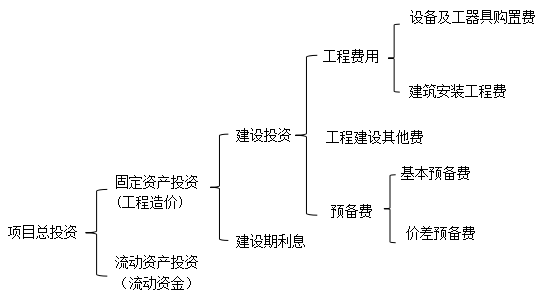 设备及工器具购置费
工程费用
建筑安装工程费
建设投资
工程建设其他费
固定资产投资
(工程造价)
基本预备费
预备费
价差预备费
项目总投资
建设期利息
流动资产投资
（流动资金）